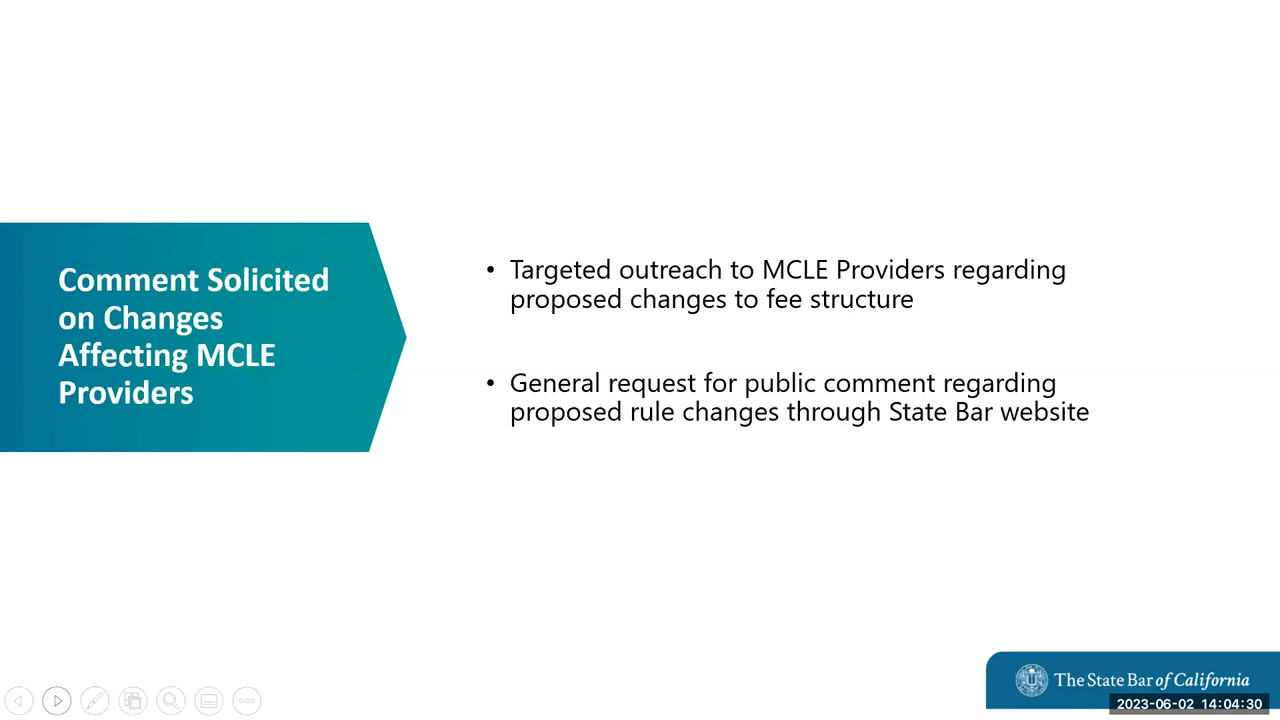 Comment Solicited
on Changes
Affecting MCLE
Providers
• Targeted outreach to MCLE Providers regarding
proposed changes to fee structure
• General request for public comment regarding
proposed rule changes through State Bar website
The State Bar of California
2023-06-02 14:04:30